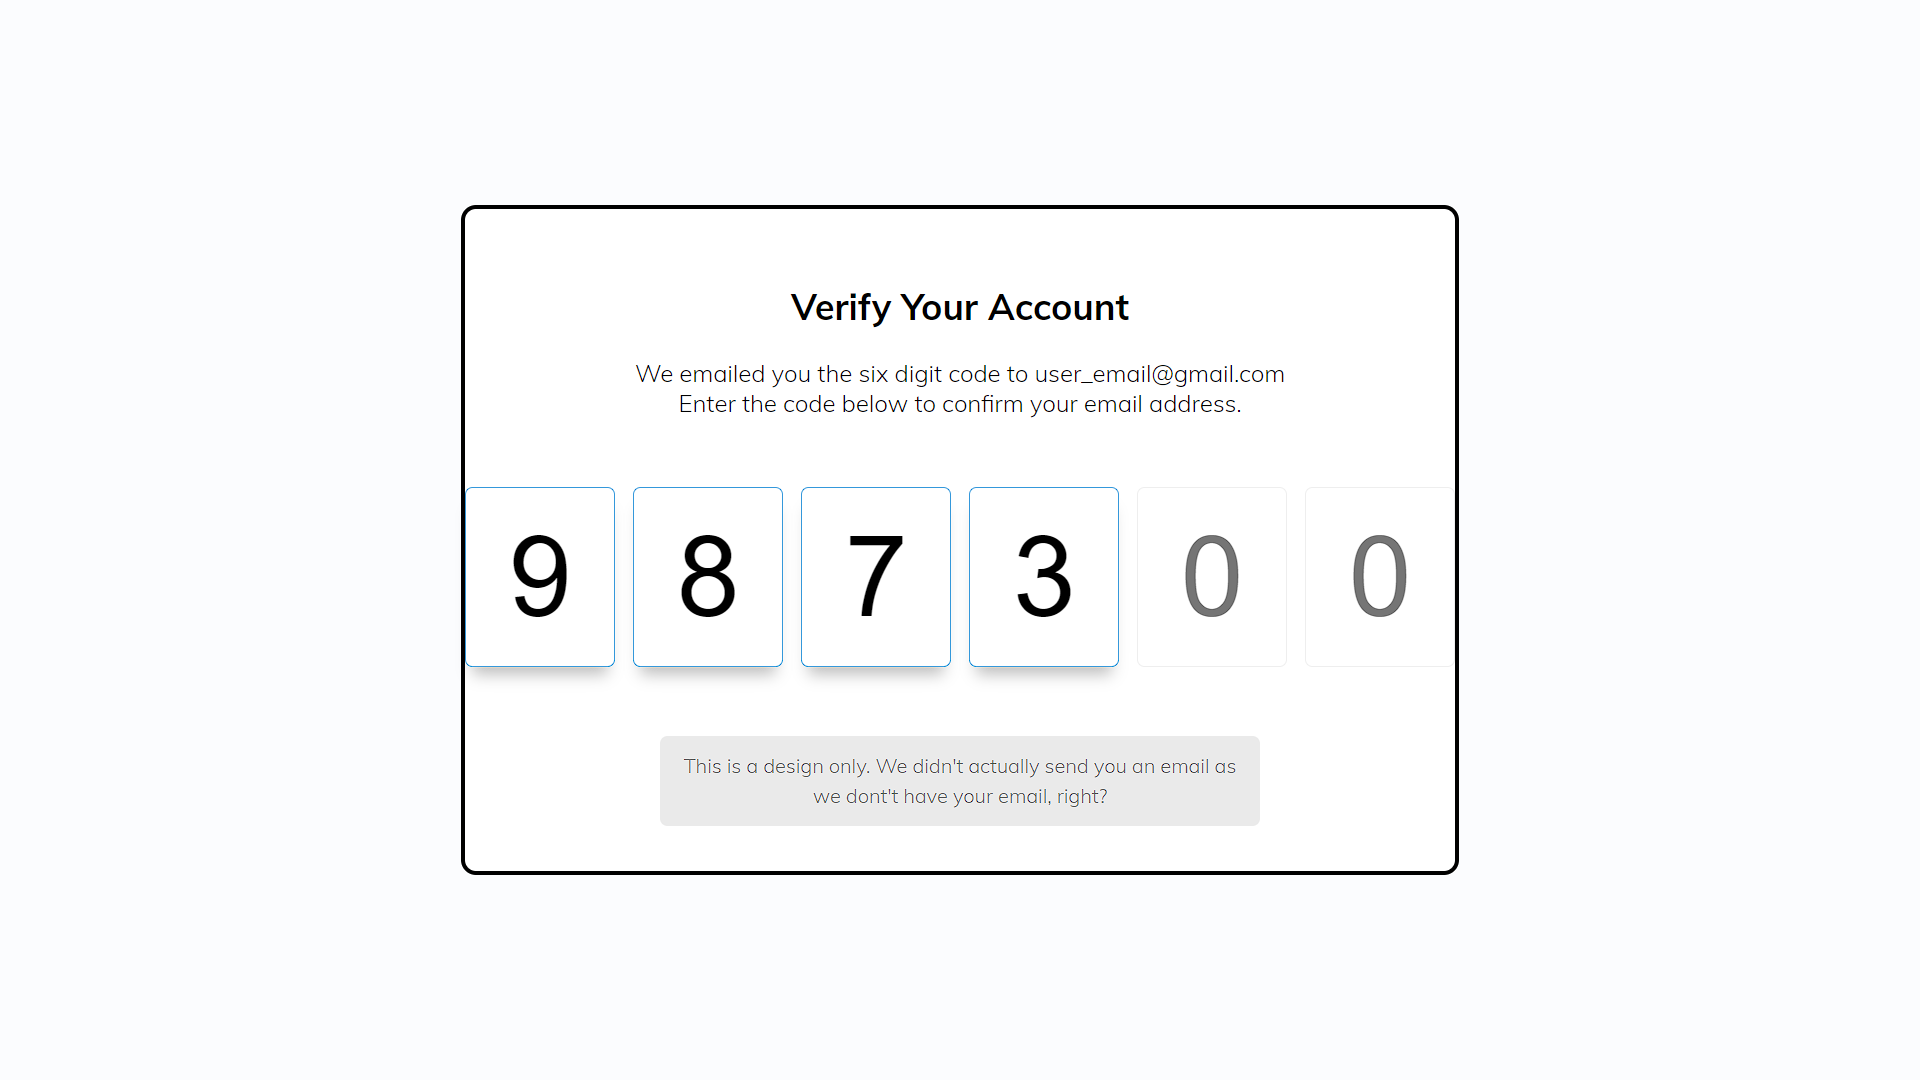 Verify Your Account
We emailed you the six digit code to user_email@gmail.com
Enter the code below to confirm your email address.
9 8 7 3 0 0
This is a design only. We didn't actually send you an email as
we dont't have your email, right?